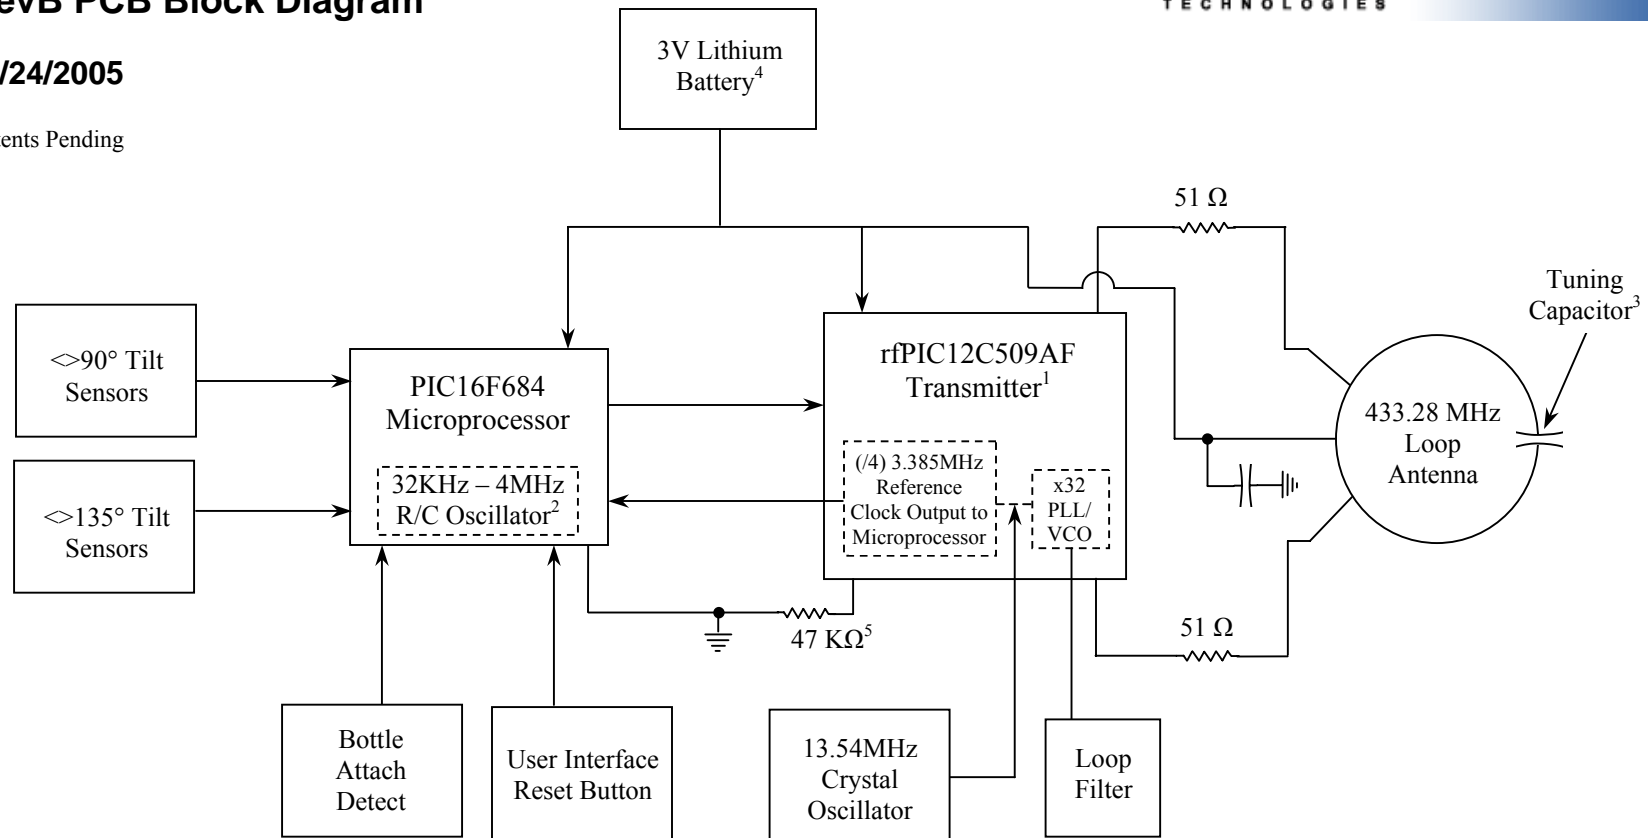 evB PCB Block Diagram
TECHNOLOGIES
/24/2005
tents Pending
3V Lithium
Battery⁴
51 Ω
Tuning
Capacitor³
<>90° Tilt
Sensors
PIC16F684
Microprocessor
32KHz – 4MHz
R/C Oscillator²
rfPIC12C509AF
Transmitter¹
(/4) 3.385MHz
Reference
Clock Output to
Microprocessor
x32
PLL/
VCO
433.28 MHz
Loop
Antenna
<>135° Tilt
Sensors
47 KΩ⁵
51 Ω
Bottle
Attach
Detect
User Interface
Reset Button
13.54MHz
Crystal
Oscillator
Loop
Filter